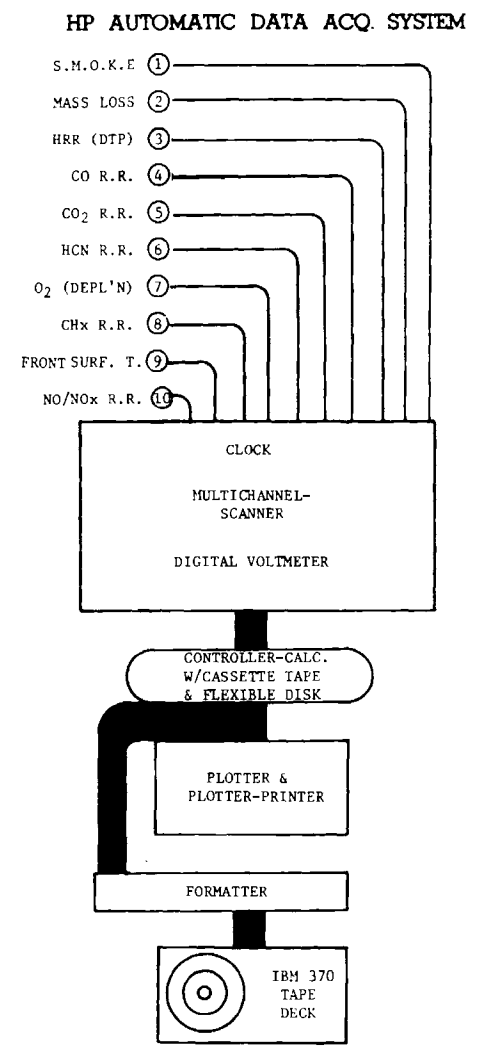 HP AUTOMATIC DATA ACQ. SYSTEM
S.M.O.K.E 1
MASS LOSS 2
HRR (DTP) 3
CO R.R. 4
CO2 R.R. 5
HCN R.R. 6
O2 (DEPL'N) 7
CHx R.R. 8
FRONT SURF. T. 9
NO/NOx R.R. 10
CLOCK
MULTICHANNEL-
SCANNER
DIGITAL VOLTMETER
CONTROLLER-CALC.
W/CASSETTE TAPE
& FLEXIBLE DISK
PLOTTER &
PLOTTER-PRINTER
FORMATTER
IBM 370
TAPE
DECK